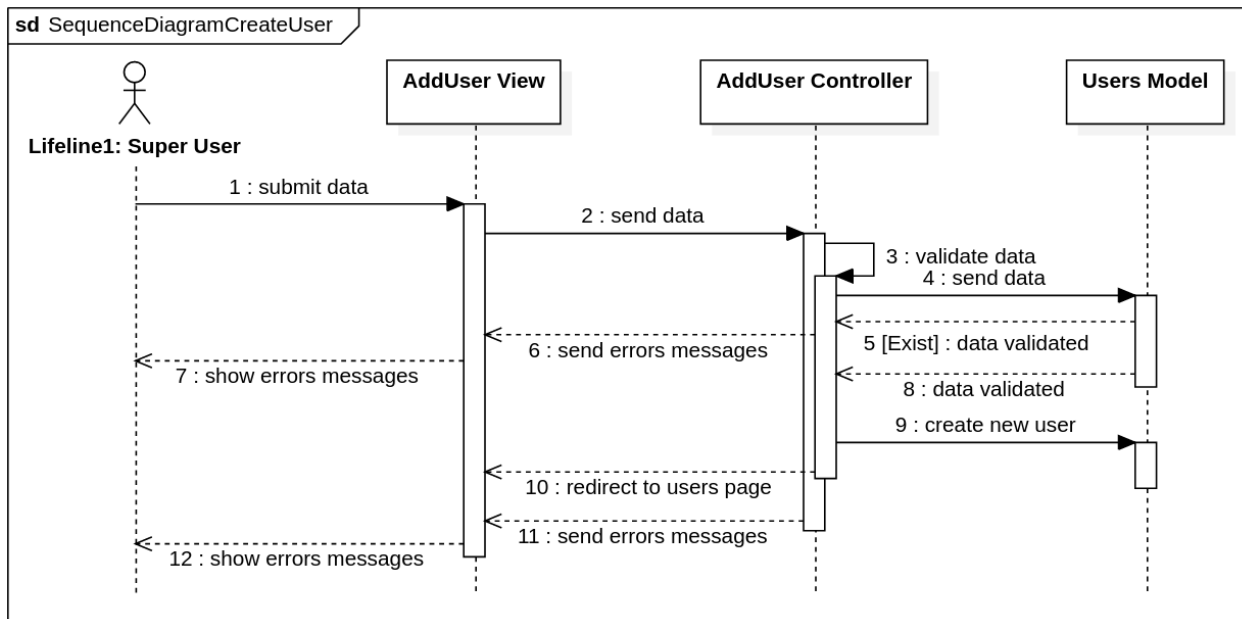 sd SequenceDiagramCreateUser
AddUser View
AddUser Controller
Users Model
Lifeline1: Super User
1 : submit data
2 : send data
3 : validate data
4 : send data
5 [Exist] : data validated
6 : send errors messages
7 : show errors messages
8 : data validated
9 : create new user
10 : redirect to users page
11 : send errors messages
12 : show errors messages